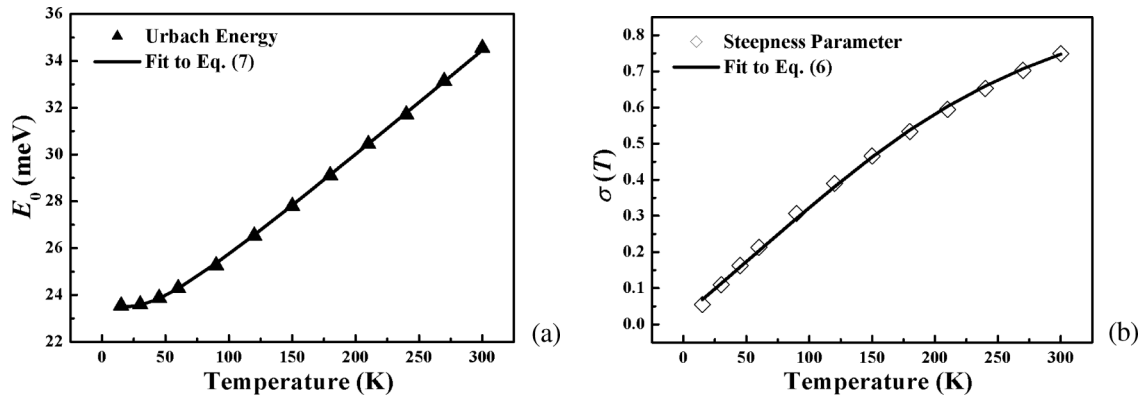 36
34
32
30
28
26
24
22
E₀ (meV)
▲ Urbach Energy
Fit to Eq. (7)
0 50 100 150 200 250 300
Temperature (K)
(a)
0.8
0.7
0.6
0.5
0.4
0.3
0.2
0.1
0.0
σ (T)
◇ Steepness Parameter
Fit to Eq. (6)
0 50 100 150 200 250 300
Temperature (K)
(b)